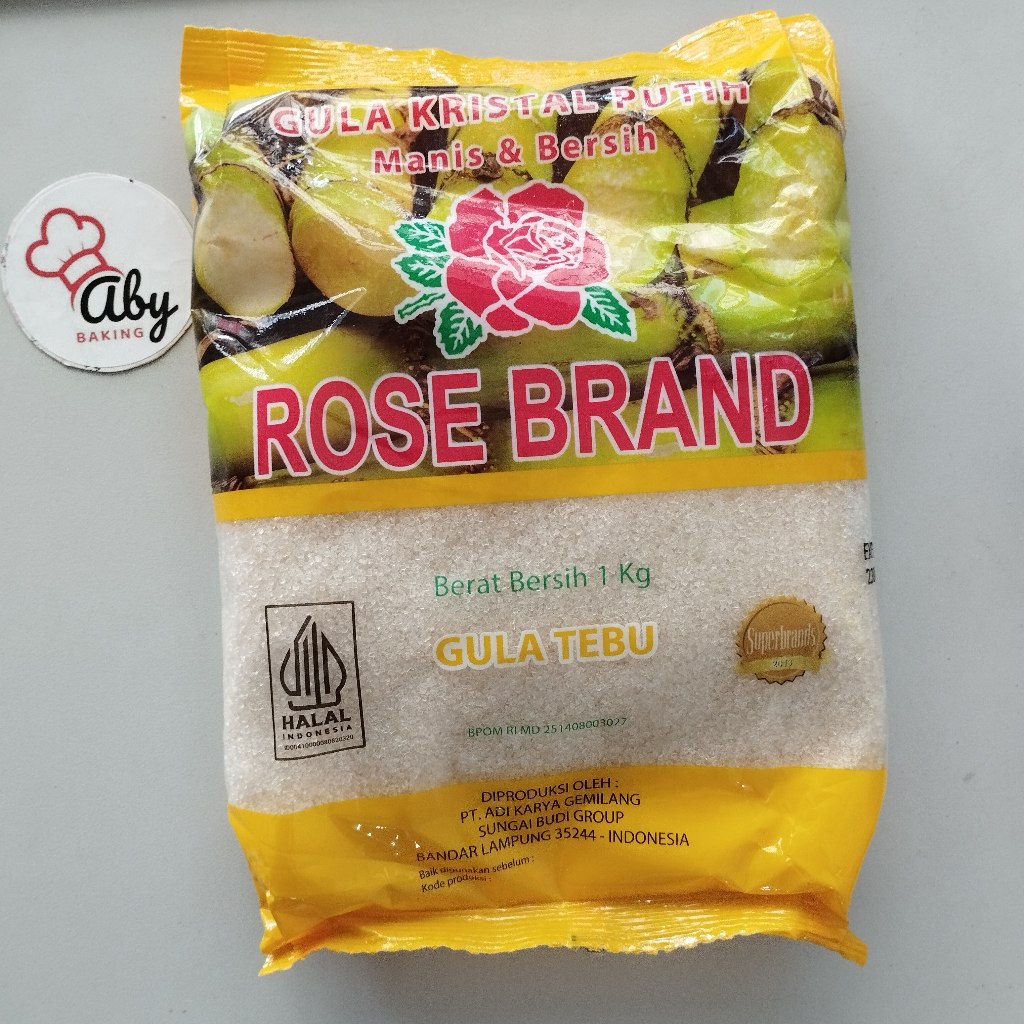 GULA KRISTAL PUTIH
Manis & Bersih
aby
BAKING
ROSE BRAND
Berat Bersih 1 Kg
GULA TEBU
Superbrands
HALAL
INDONESIA
BPOM RI MD 251408003027
DIPRODUKSI OLEH :
PT. ADI KARYA GEMILANG
SUNGAI BUDI GROUP
BANDAR LAMPUNG 35244 - INDONESIA
Baik digunakan sebelum :
Kode produksi :